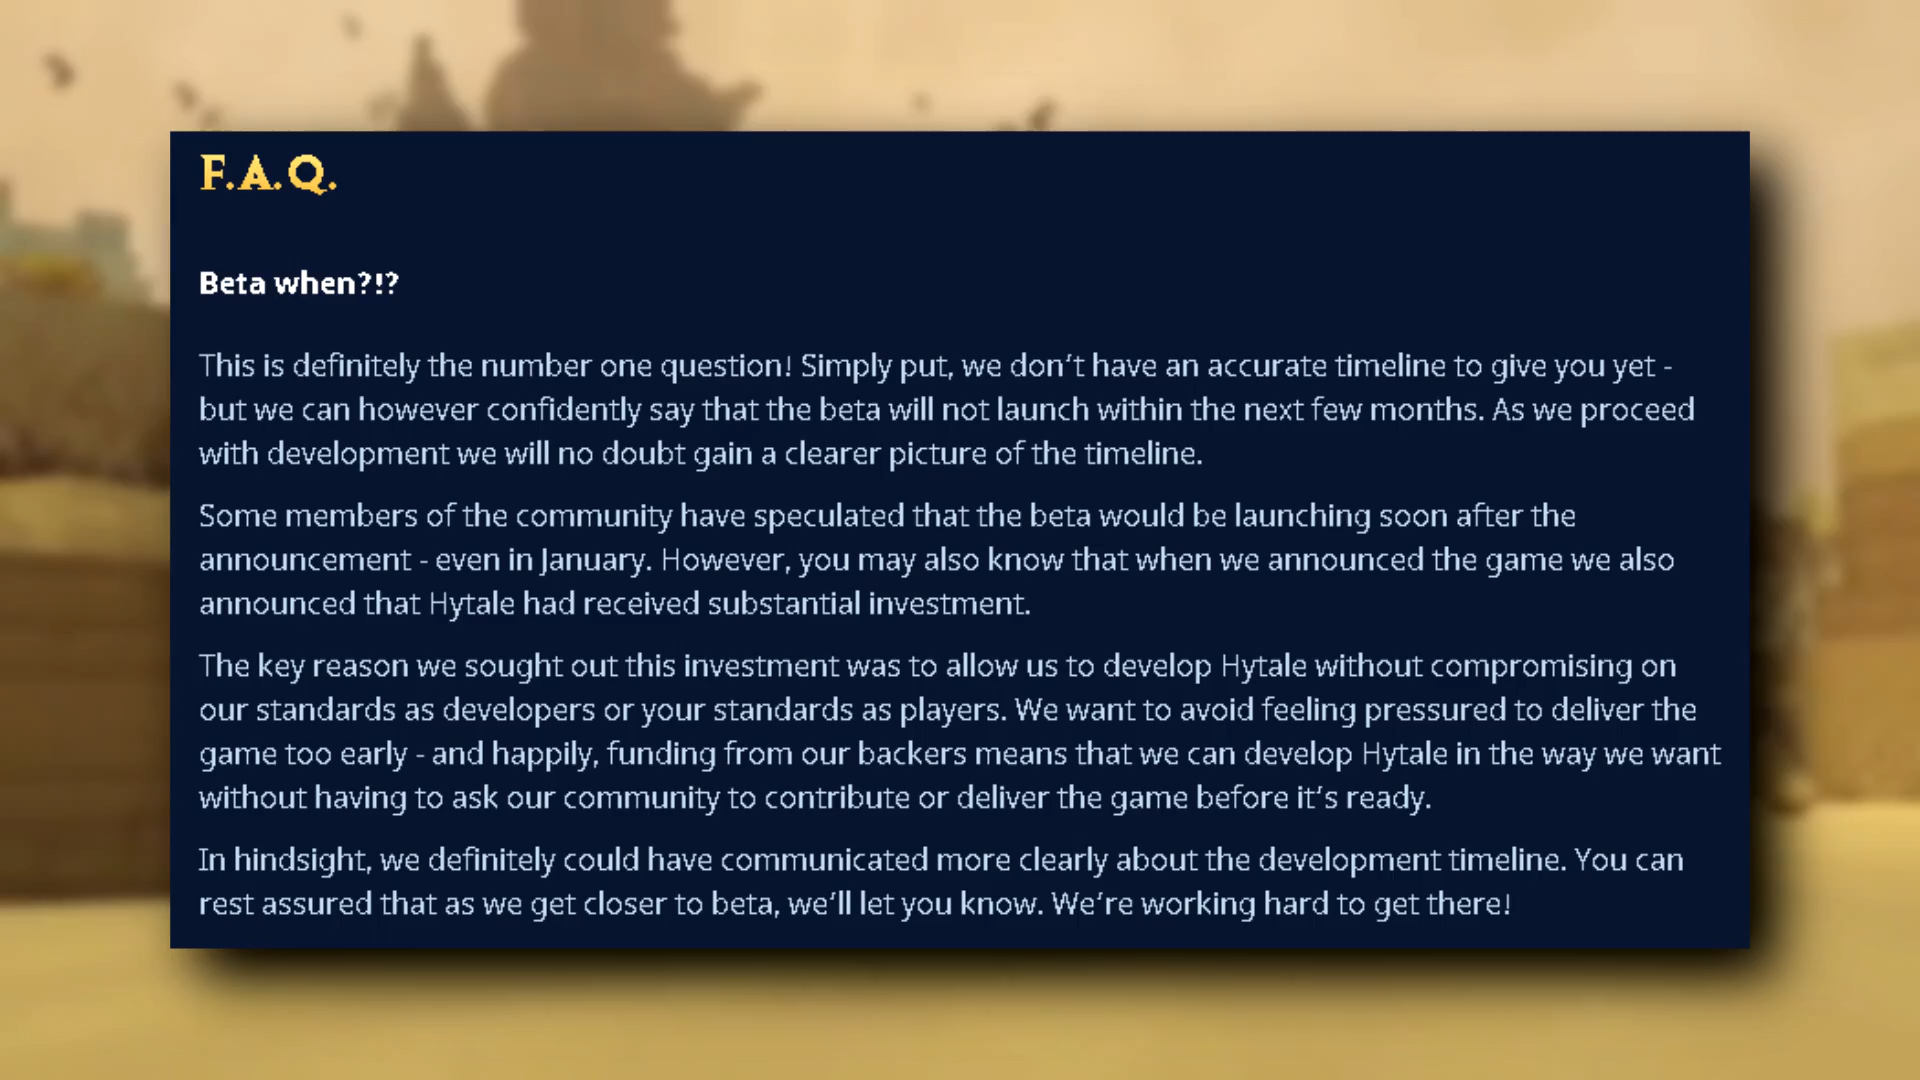 F.A.Q.
Beta when?!?
This is definitely the number one question! Simply put, we don’t have an accurate timeline to give you yet -
but we can however confidently say that the beta will not launch within the next few months. As we proceed
with development we will no doubt gain a clearer picture of the timeline.
Some members of the community have speculated that the beta would be launching soon after the
announcement - even in January. However, you may also know that when we announced the game we also
announced that Hytale had received substantial investment.
The key reason we sought out this investment was to allow us to develop Hytale without compromising on
our standards as developers or your standards as players. We want to avoid feeling pressured to deliver the
game too early - and happily, funding from our backers means that we can develop Hytale in the way we want
without having to ask our community to contribute or deliver the game before it’s ready.
In hindsight, we definitely could have communicated more clearly about the development timeline. You can
rest assured that as we get closer to beta, we’ll let you know. We’re working hard to get there!